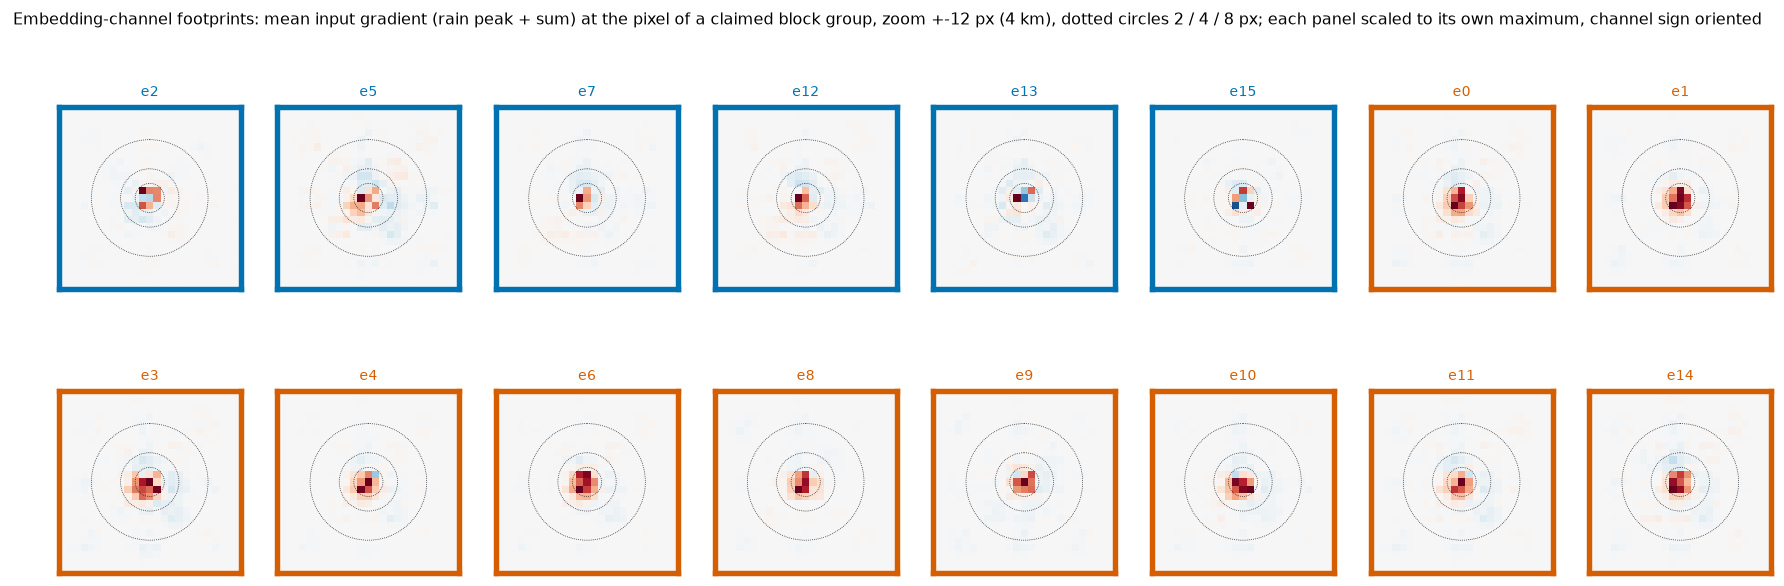 Embedding-channel footprints: mean input gradient (rain peak + sum) at the pixel of a claimed block group, zoom +-12 px (4 km), dotted circles 2 / 4 / 8 px; each panel scaled to its own maximum, channel sign oriented
e2 e5 e7 e12 e13 e15 e0 e1
e3 e4 e6 e8 e9 e10 e11 e14